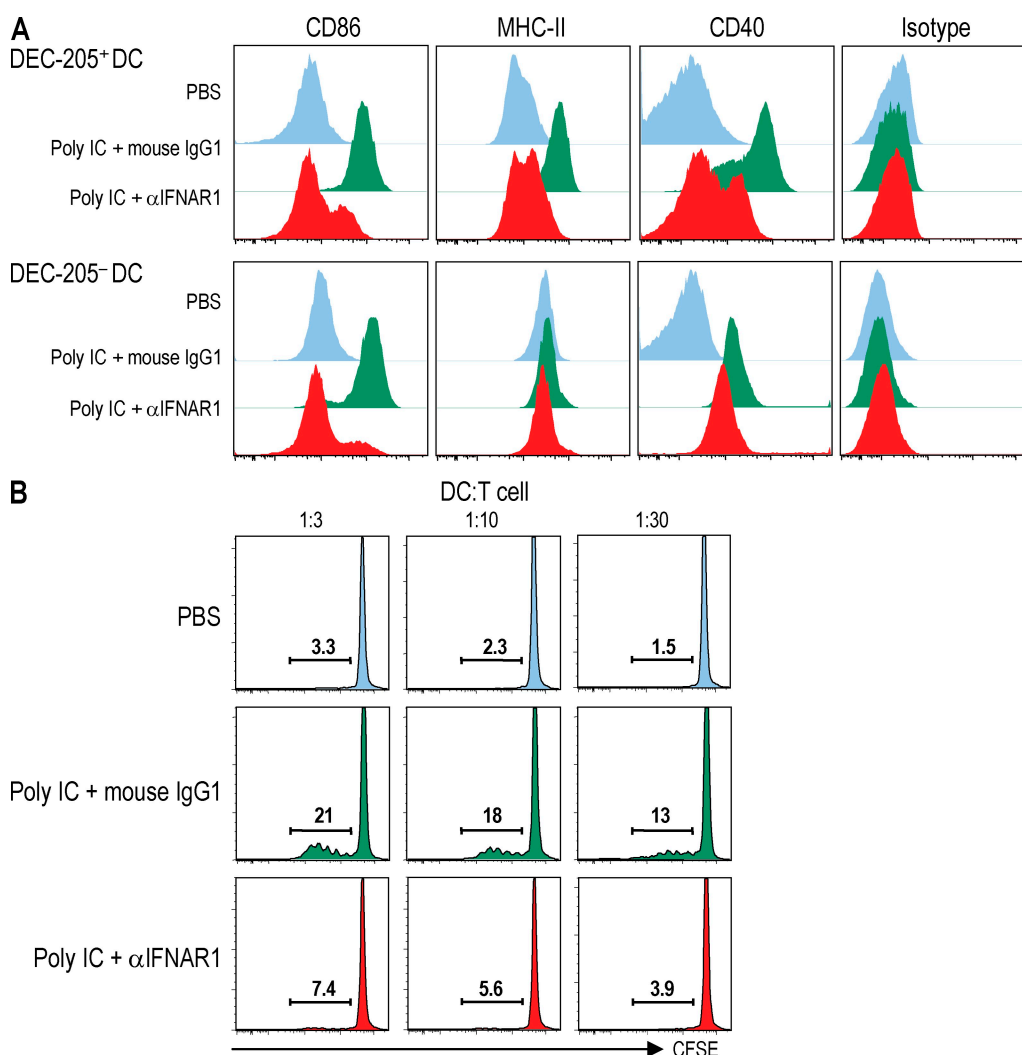 A
CD86 MHC-II CD40 Isotype
DEC-205⁺ DC
PBS
Poly IC + mouse IgG1
Poly IC + αIFNAR1
DEC-205⁻ DC
PBS
Poly IC + mouse IgG1
Poly IC + αIFNAR1
B
DC:T cell
1:3 1:10 1:30
PBS
3.3 2.3 1.5
Poly IC + mouse IgG1
21 18 13
Poly IC + αIFNAR1
7.4 5.6 3.9
CFSE